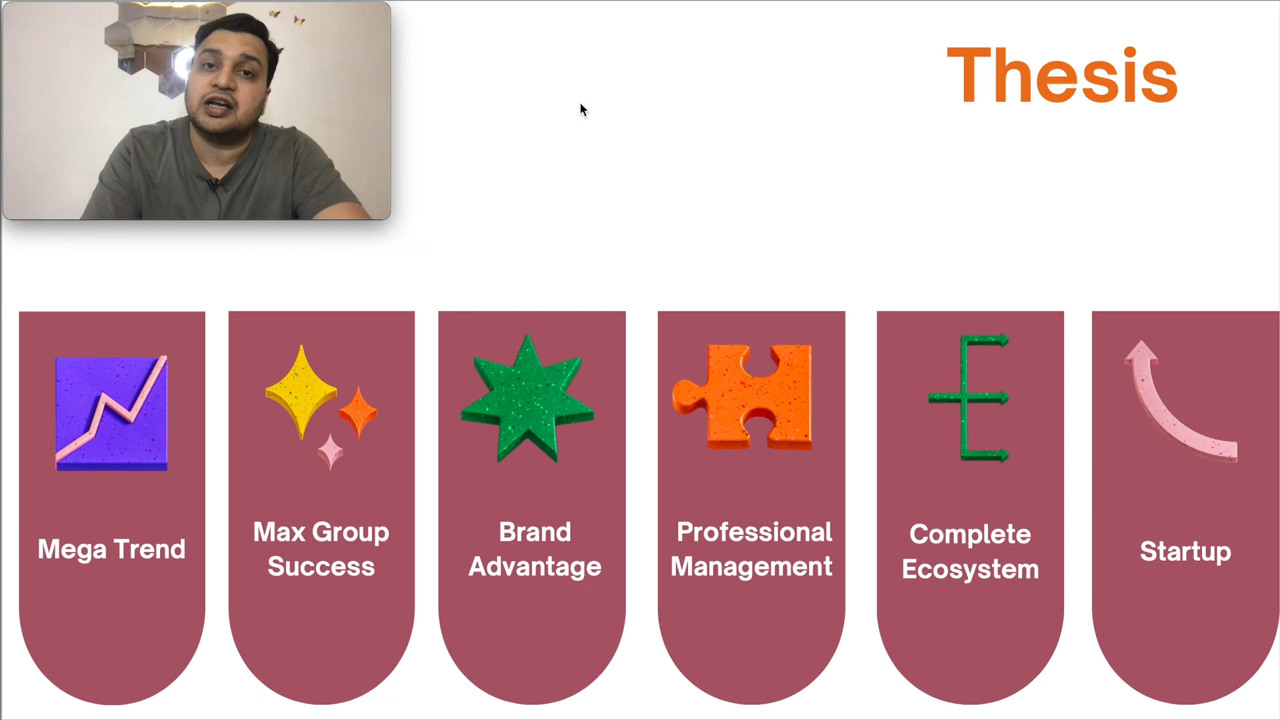 Thesis
Mega Trend
Max Group
Success
Brand
Advantage
Professional
Management
Complete
Ecosystem
Startup